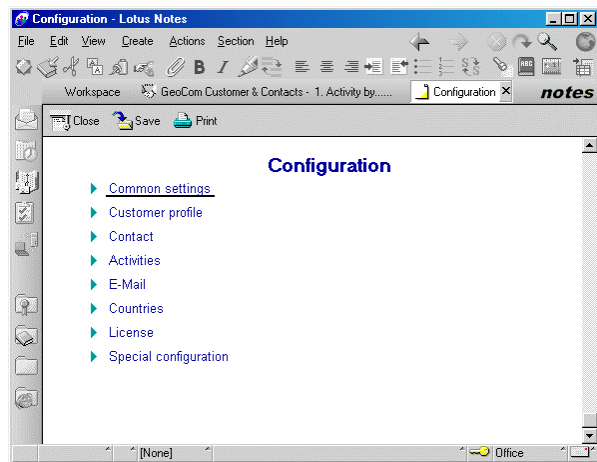 Configuration - Lotus Notes
File Edit View Create Actions Section Help
Workspace GeoCom Customer & Contacts - 1. Activity by...... Configuration notes
Close Save Print
Configuration
Common settings
Customer profile
Contact
Activities
E-Mail
Countries
License
Special configuration
[None] Office